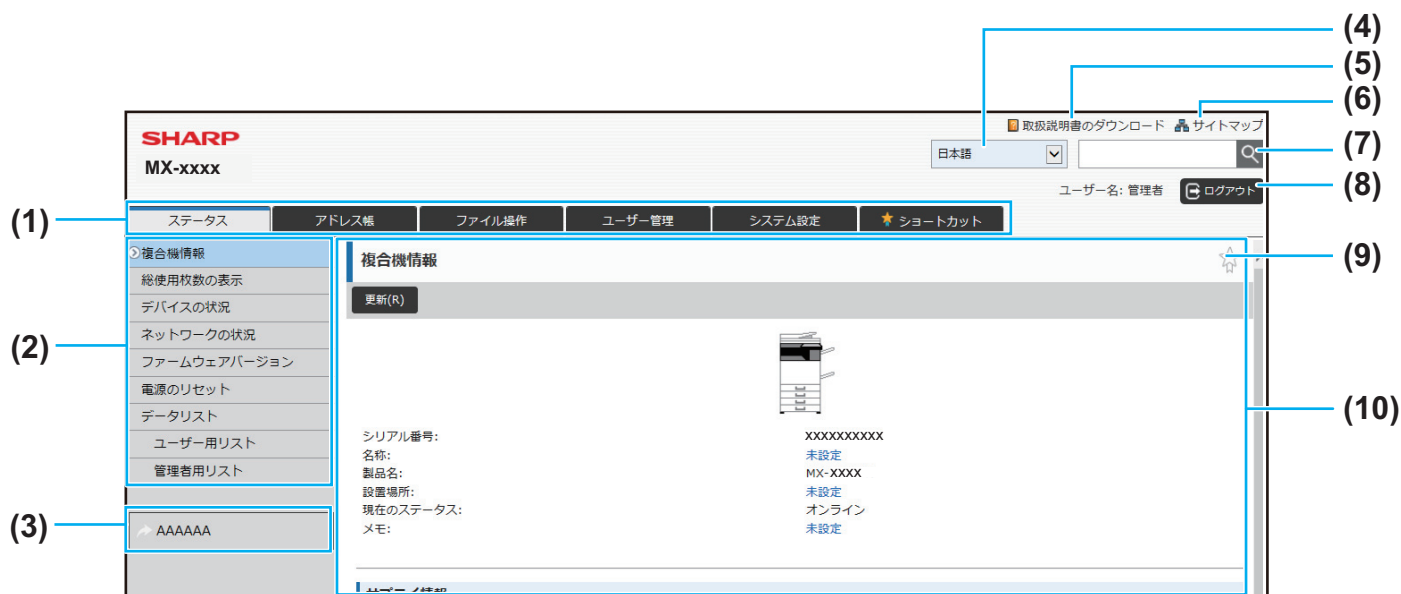 (4)
(5)
(6)
取扱説明書のダウンロード サイトマップ
SHARP
日本語
(7)
MX-xxxx
ユーザー名: 管理者 ログアウト
(8)
(1)
ステータス アドレス帳 ファイル操作 ユーザー管理 システム設定 ショートカット
複合機情報
複合機情報
(9)
総使用枚数の表示
デバイスの状況
更新(R)
ネットワークの状況
(2)
ファームウェアバージョン
電源のリセット
データリスト
(10)
ユーザー用リスト
シリアル番号: XXXXXXXXXX
名称: 未設定
管理者用リスト
製品名: MX-XXXX
設置場所: 未設定
現在のステータス: オンライン
(3)
AAAAAA
メモ: 未設定
サプライ情報